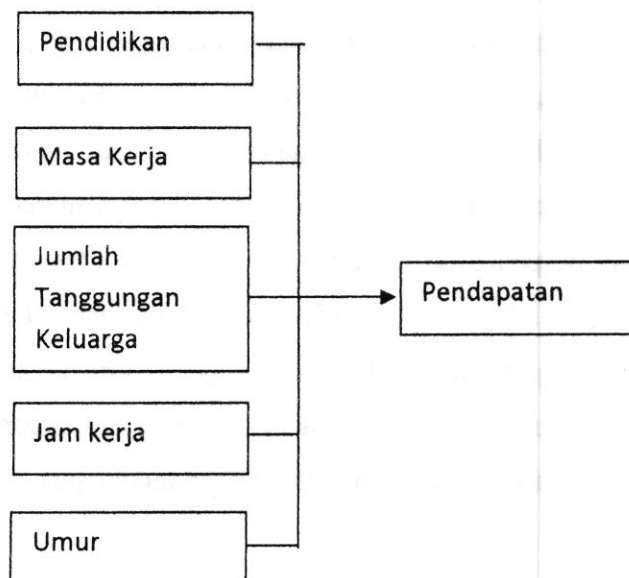 Pendidikan
Masa Kerja
Jumlah
Tanggungan
Keluarga
Pendapatan
Jam kerja
Umur